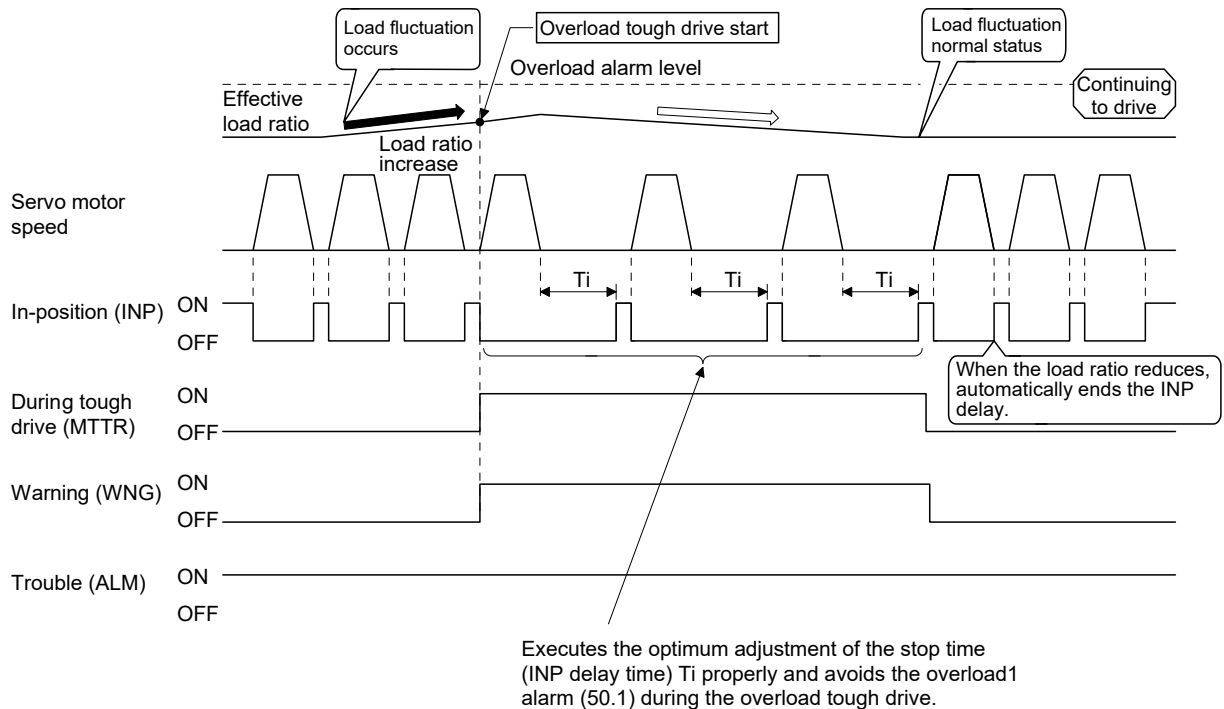 Load fluctuation
occurs
Overload tough drive start
Load fluctuation
normal status
Overload alarm level
Continuing
to drive
Effective
load ratio
Load ratio
increase
Servo motor
speed
Ti
Ti
Ti
In-position (INP)
ON
OFF
When the load ratio reduces,
automatically ends the INP
delay.
During tough
drive (MTTR)
ON
OFF
Warning (WNG)
ON
OFF
Trouble (ALM)
ON
OFF
Executes the optimum adjustment of the stop time
(INP delay time) Ti properly and avoids the overload1
alarm (50.1) during the overload tough drive.